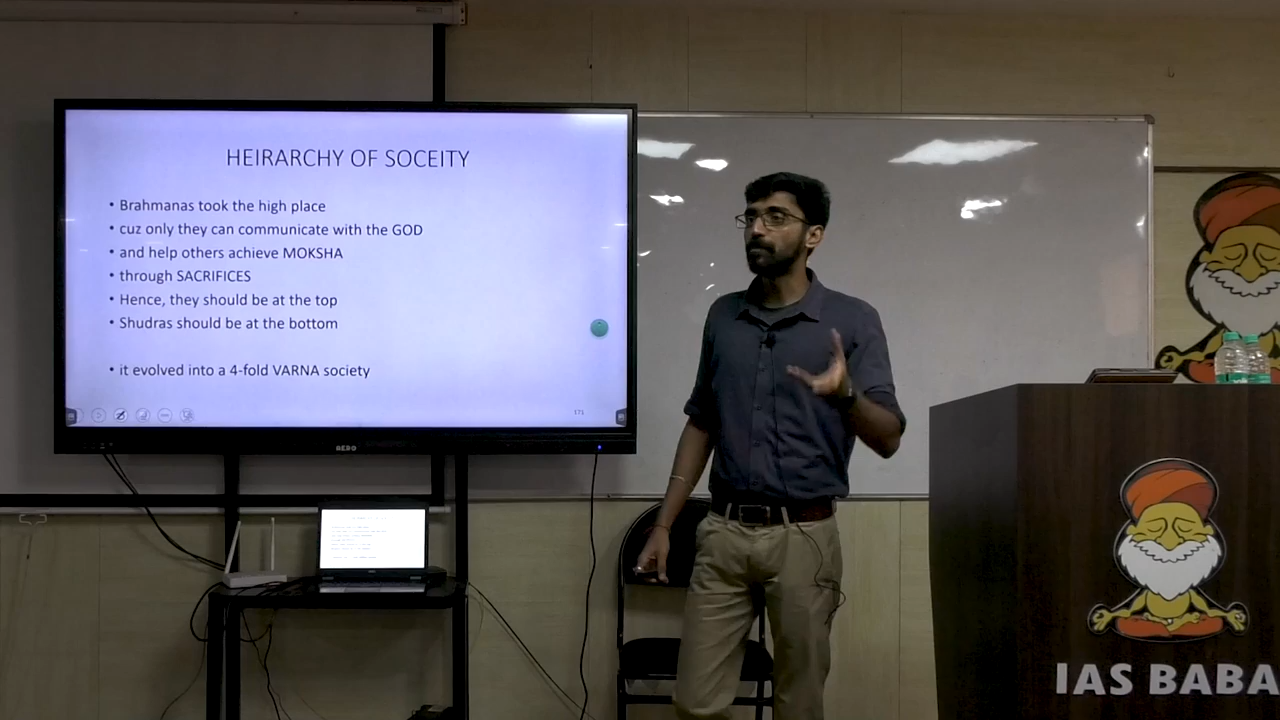 HEIRARCHY OF SOCEITY
• Brahmanas took the high place
• cuz only they can communicate with the GOD
• and help others achieve MOKSHA
• through SACRIFICES
• Hence, they should be at the top
• Shudras should be at the bottom
• it evolved into a 4-fold VARNA society
171
IAS BABA